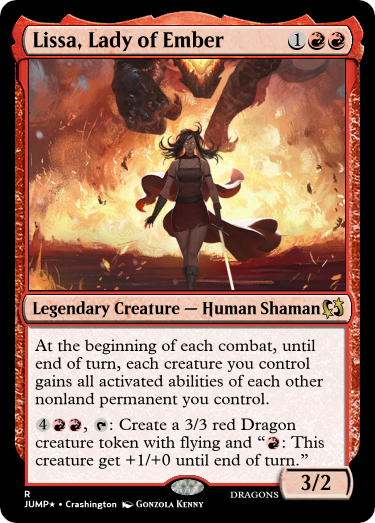 Lissa, Lady of Ember 1
Legendary Creature — Human Shaman
At the beginning of each combat, until
end of turn, each creature you control
gains all activated abilities of each other
nonland permanent you control.
4, : Create a 3/3 red Dragon
creature token with flying and “: This
creature get +1/+0 until end of turn.”
3/2
R
JUMP★ • Crashington Gonzola Kenny DRAGONS